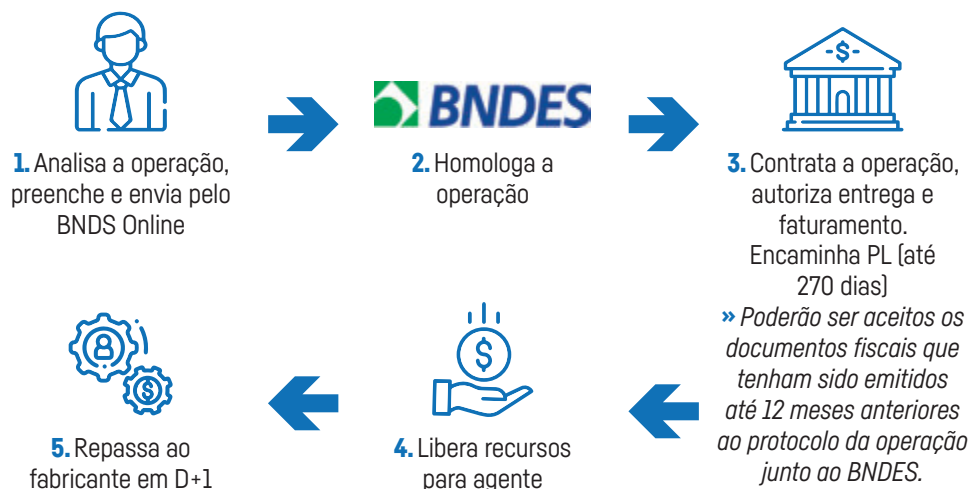 1. Analisa a operação,
preenche e envia pelo
BNDS Online
BNDES
2. Homologa a
operação
-$-
3. Contrata a operação,
autoriza entrega e
faturamento.
Encaminha PL (até
270 dias)
» Poderão ser aceitos os
documentos fiscais que
tenham sido emitidos
até 12 meses anteriores
ao protocolo da operação
junto ao BNDES.
$
4. Libera recursos
para agente
$
5. Repassa ao
fabricante em D+1